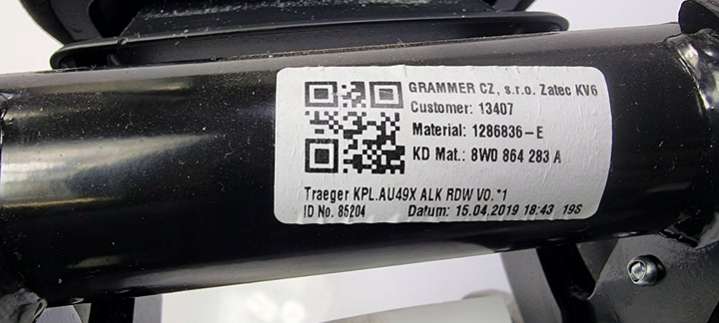 GRAMMER CZ, s.r.o. Zatec KV6
Customer: 13407
Material: 1286836-E
KD Mat.: 8W0 864 283 A
Traeger KPL.AU49X ALK RDW VO.*1
ID No. 85204 Datum: 15.04.2019 18:43 19S